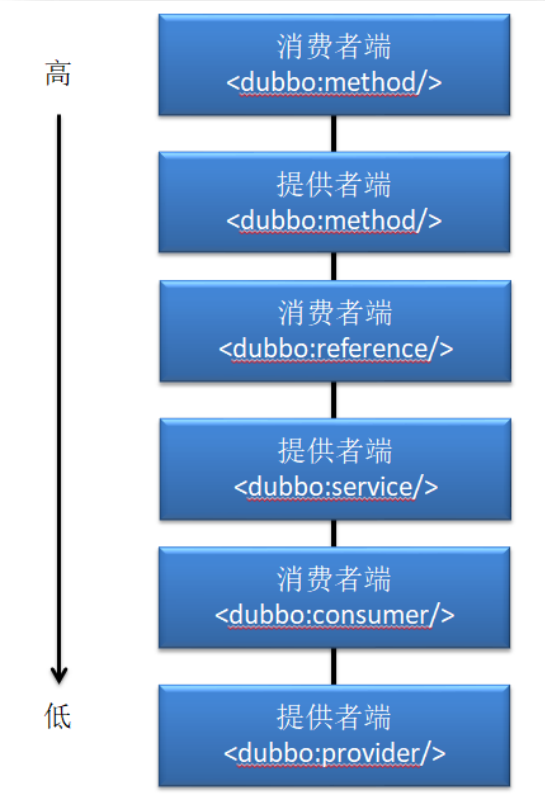 高
消费者端
<dubbo:method/>
提供者端
<dubbo:method/>
消费者端
<dubbo:reference/>
提供者端
<dubbo:service/>
消费者端
<dubbo:consumer/>
低
提供者端
<dubbo:provider/>